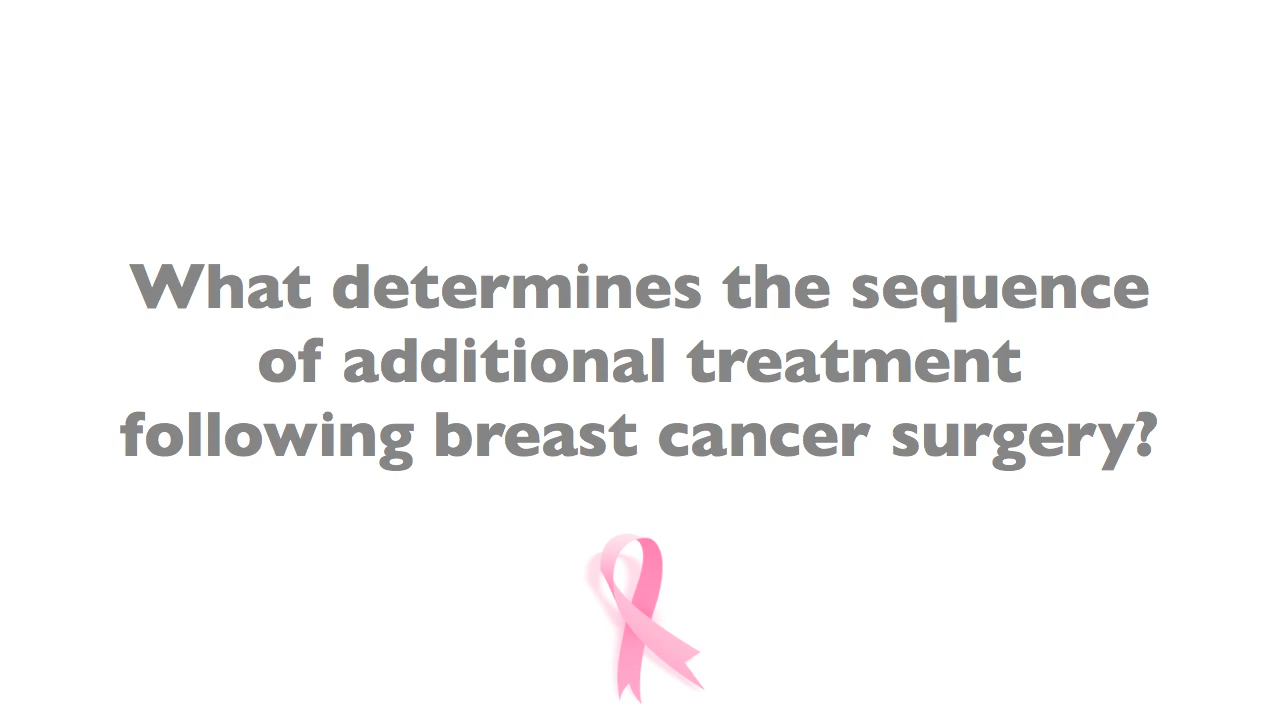 What determines the sequence
of additional treatment
following breast cancer surgery?